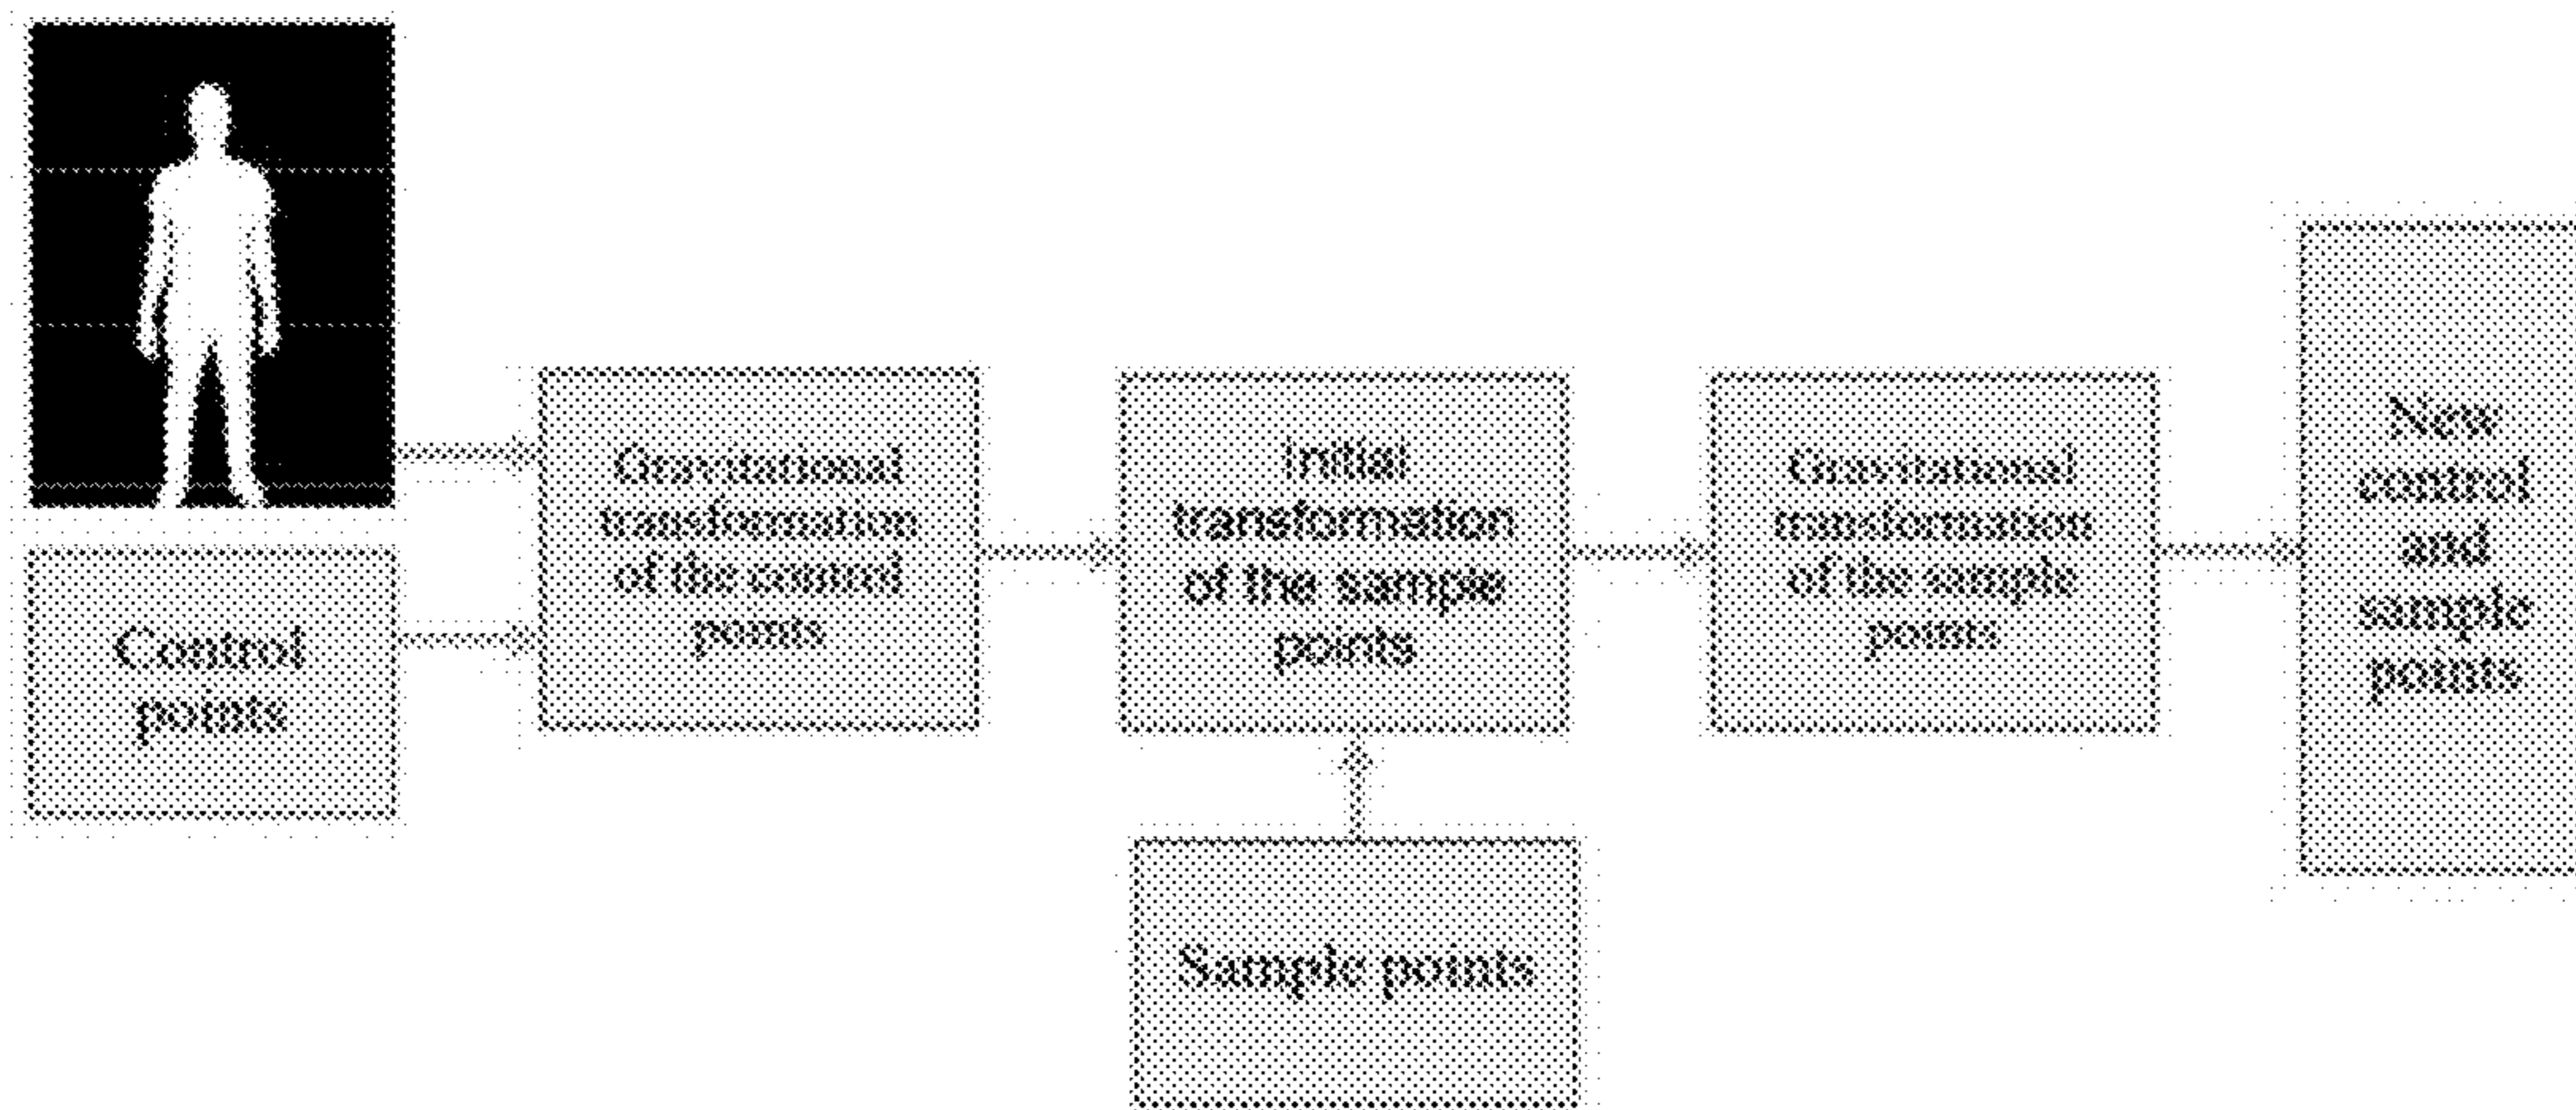 Control
points
Gravitational
transformation
of the control
points
Initial
transformation
of the sample
points
Sample points
Gravitational
transformation
of the sample
points
New
control
and
sample
points